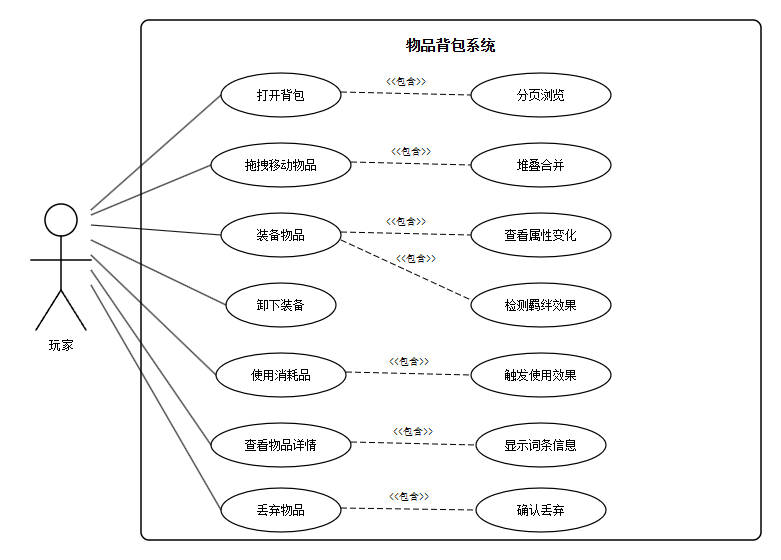 物品背包系统
打开背包
<<包含>>
分页浏览
拖拽移动物品
<<包含>>
堆叠合并
装备物品
<<包含>>
查看属性变化
<<包含>>
卸下装备
检测羁绊效果
玩家
使用消耗品
<<包含>>
触发使用效果
查看物品详情
<<包含>>
显示词条信息
丢弃物品
<<包含>>
确认丢弃